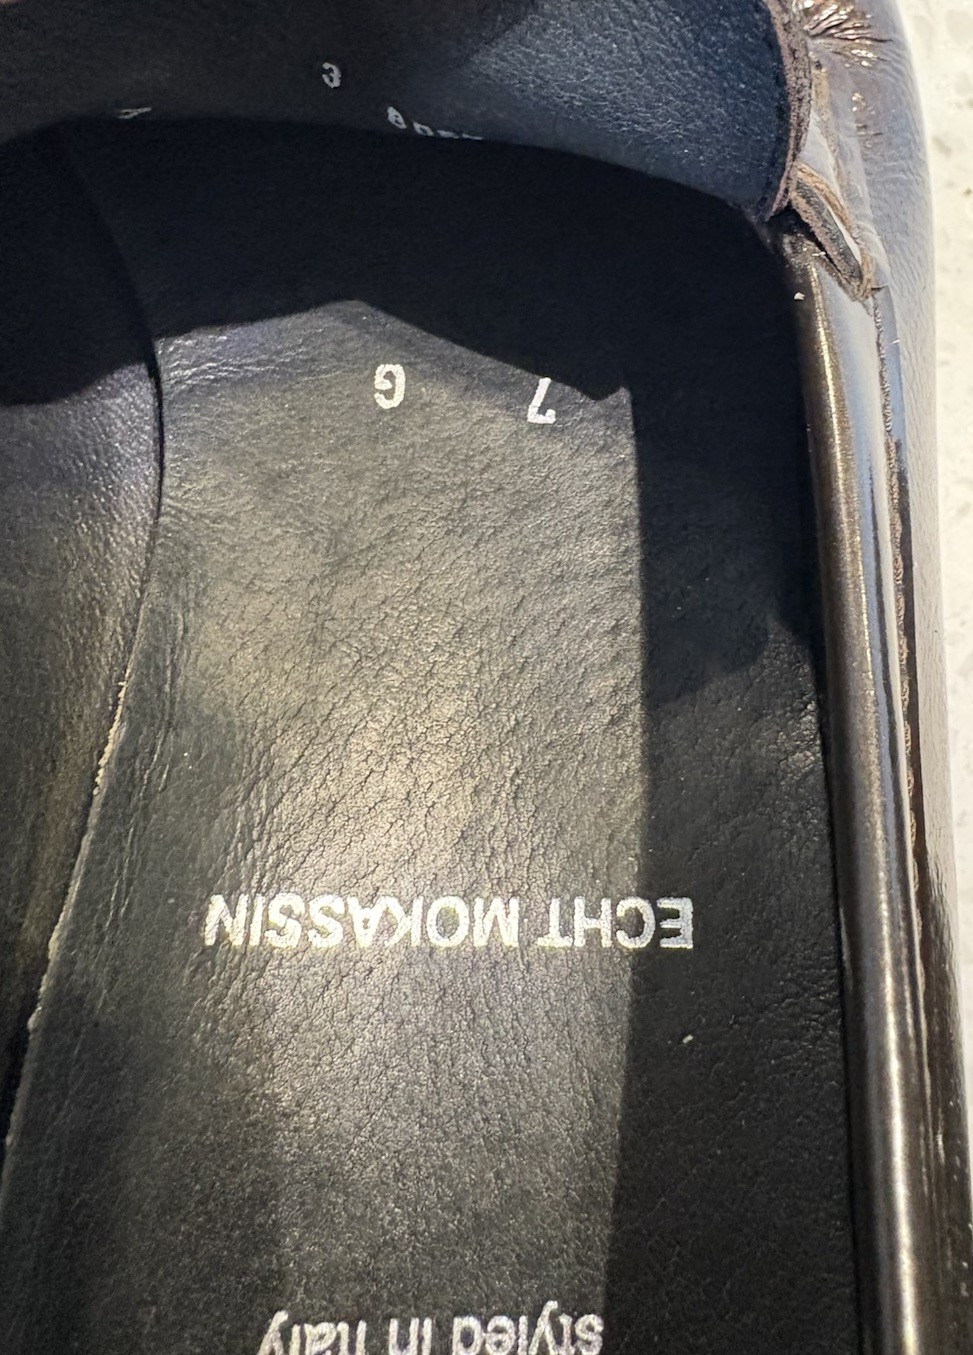 styled in Italy
ECHT MOKASSIN
7 G